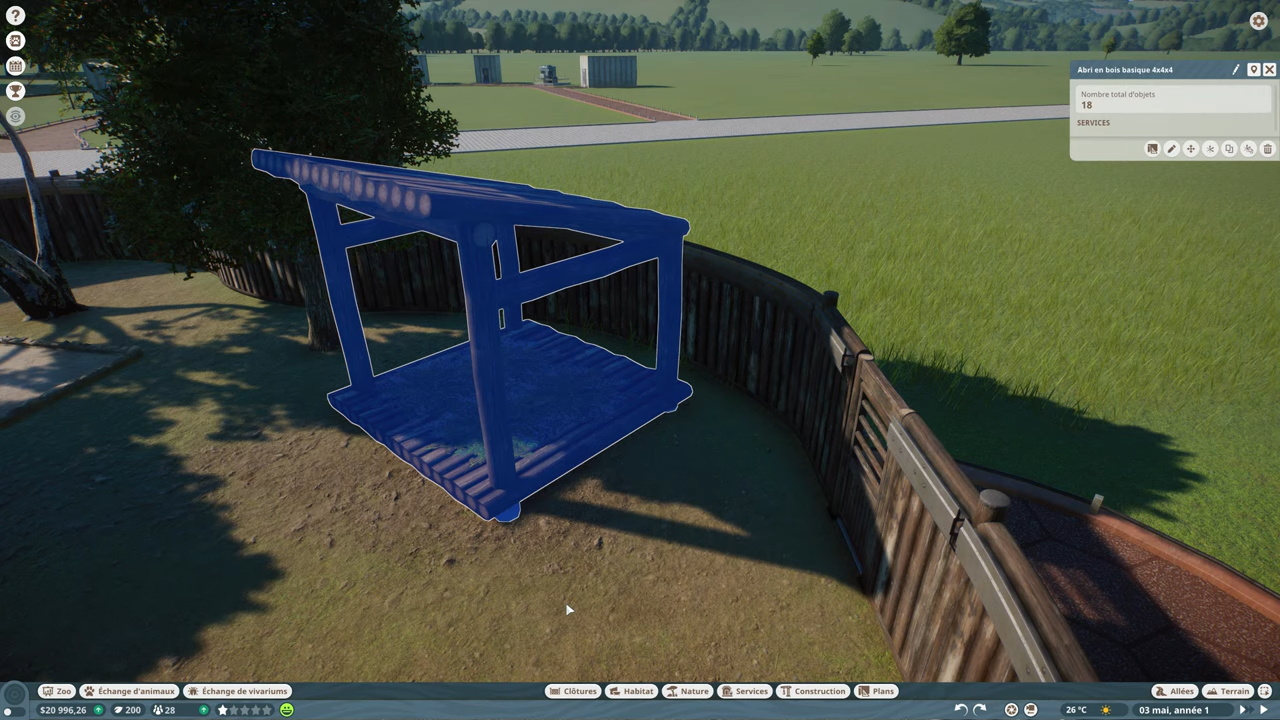 Abri en bois basique 4x4x4
Nombre total d'objets
18
SERVICES
Zoo
Échange d'animaux
Échange de vivariums
Clôtures
Habitat
Nature
Services
Construction
Plans
Allées
Terrain
$20 996,26
200
28
26 °C
03 mai, année 1